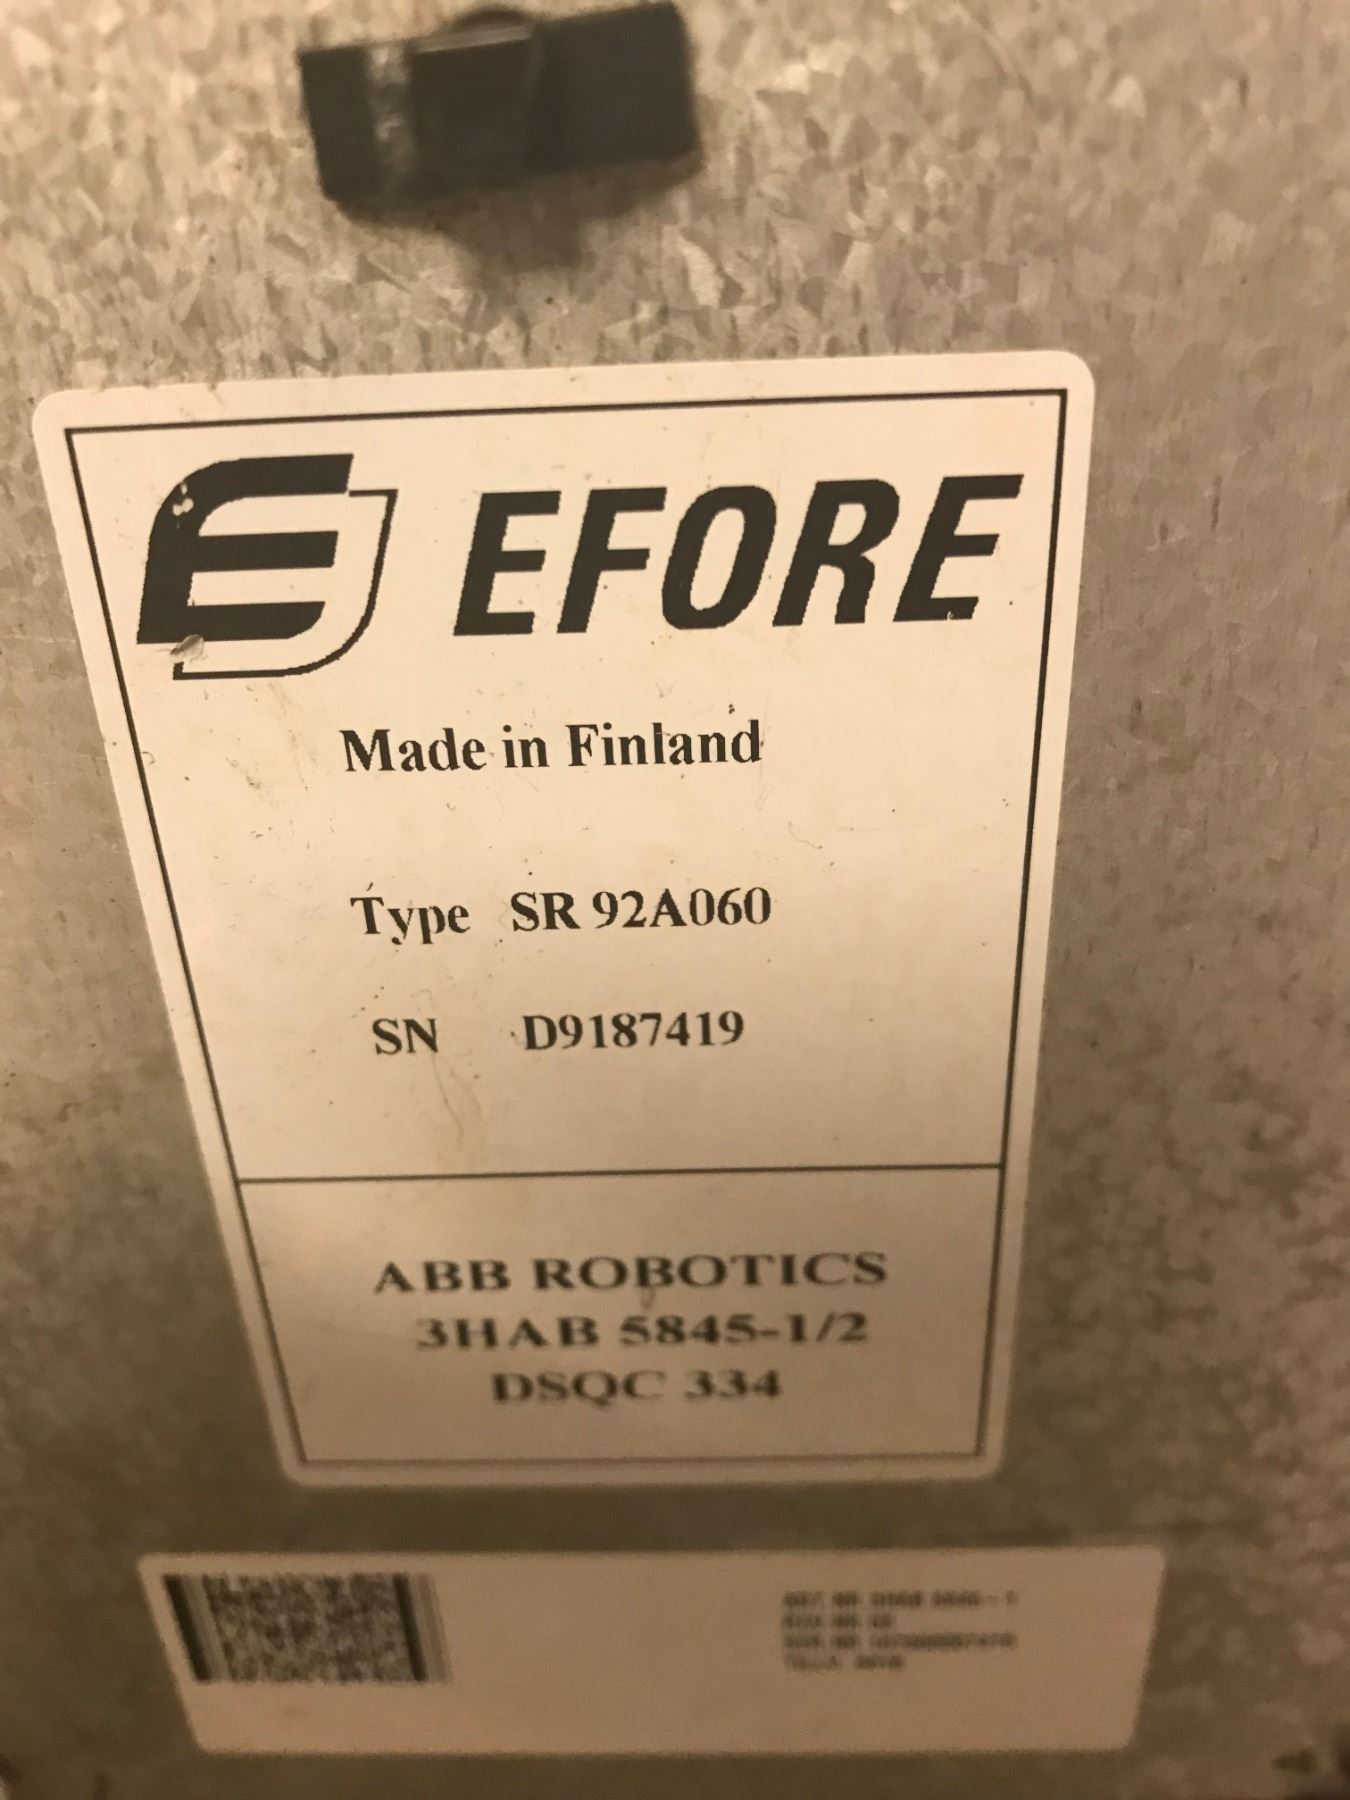 EFORE
Made in Finland
Type SR 92A060
SN D9187419
ABB ROBOTICS
3HAB 5845-1/2
DSQC 334